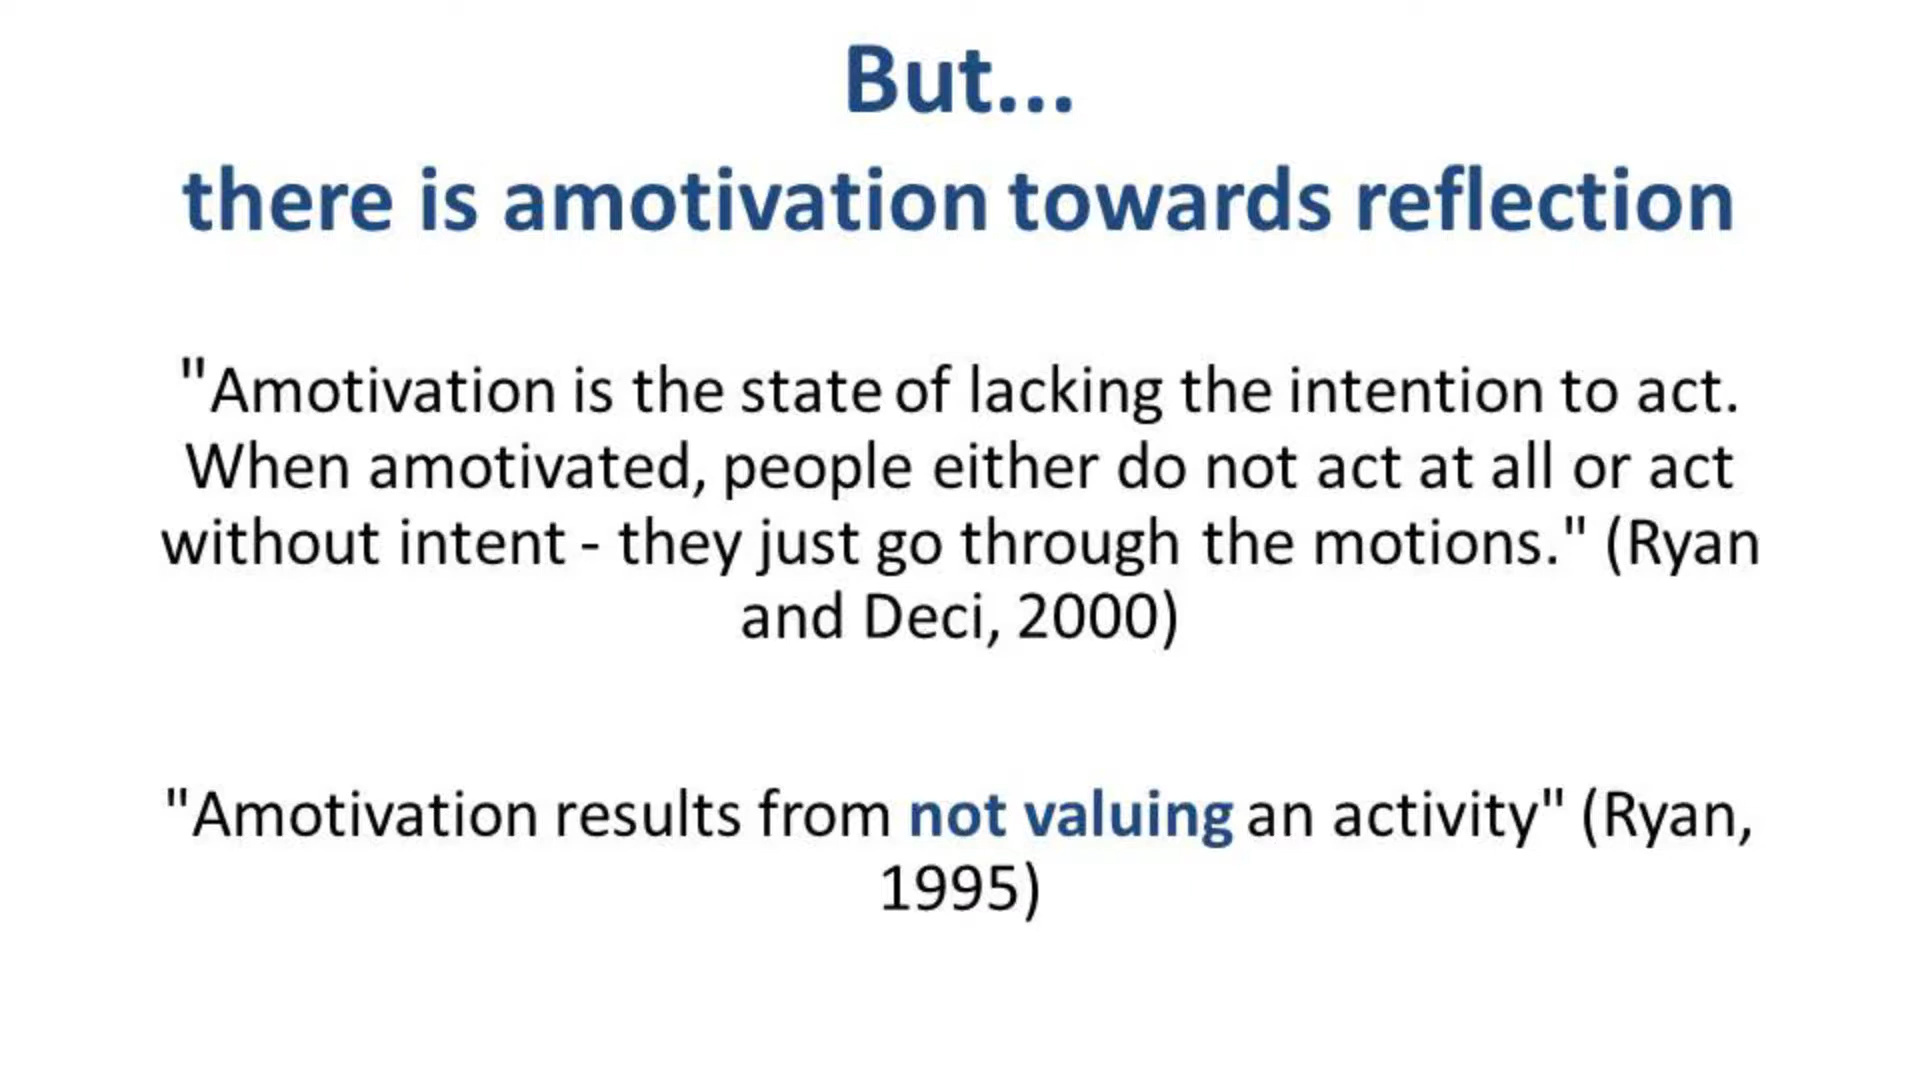 But...
there is amotivation towards reflection
"Amotivation is the state of lacking the intention to act.
When amotivated, people either do not act at all or act
without intent - they just go through the motions." (Ryan
and Deci, 2000)
"Amotivation results from not valuing an activity" (Ryan,
1995)